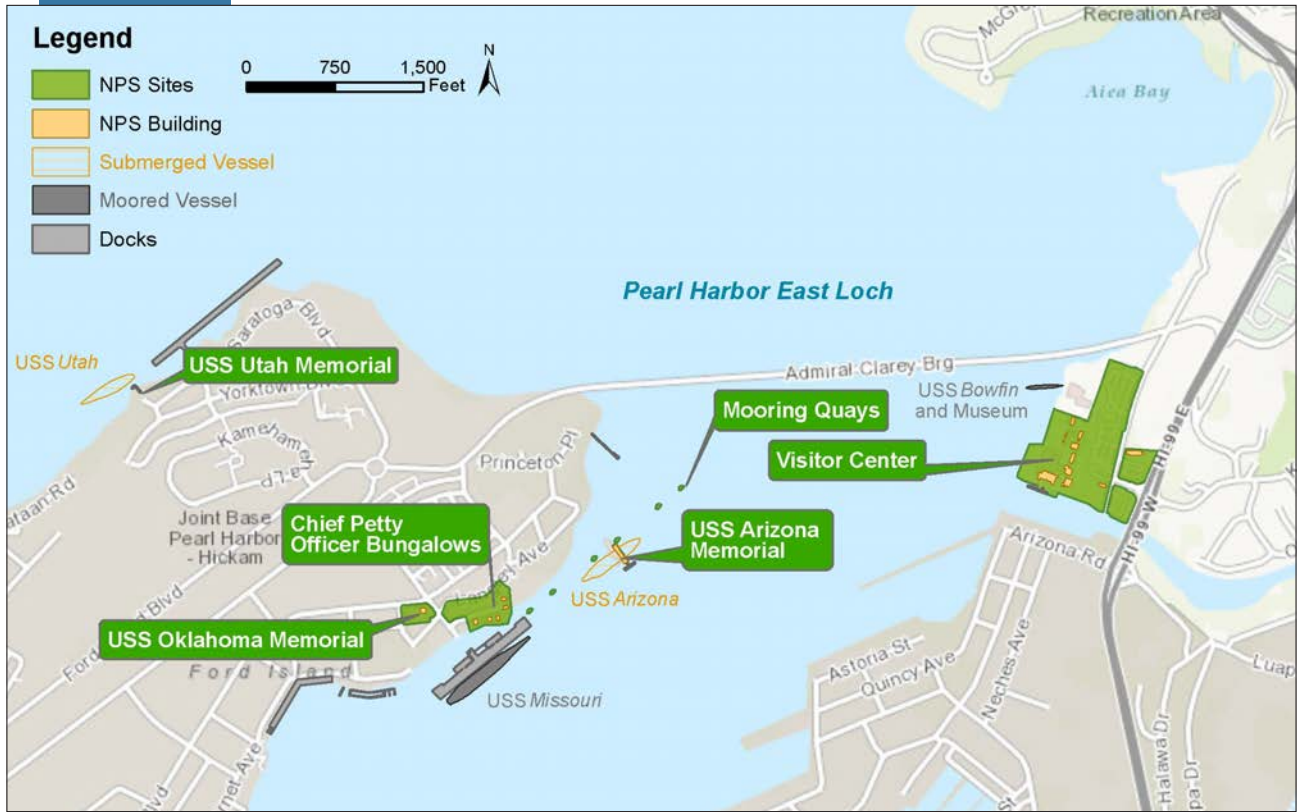 Legend
NPS Sites
NPS Building
Submerged Vessel
Moored Vessel
Docks
0 750 1,500
Feet
N
Recreation Area
Aiea Bay
Pearl Harbor East Loch
Saratoga Blvd
USS Utah
USS Utah Memorial
Admiral Clarey Brg
USS Bowfin
and Museum
Mooring Quays
Visitor Center
HI-99 E
HI-99 W
Princeton Pl
Joint Base
Pearl Harbor
- Hickam
Chief Petty
Officer Bungalows
USS Arizona
Memorial
USS Arizona
Arizona Rd
USS Oklahoma Memorial
Ford Island
USS Missouri
Astoria St
Quincy Ave
Neches Ave
Halawa Dr